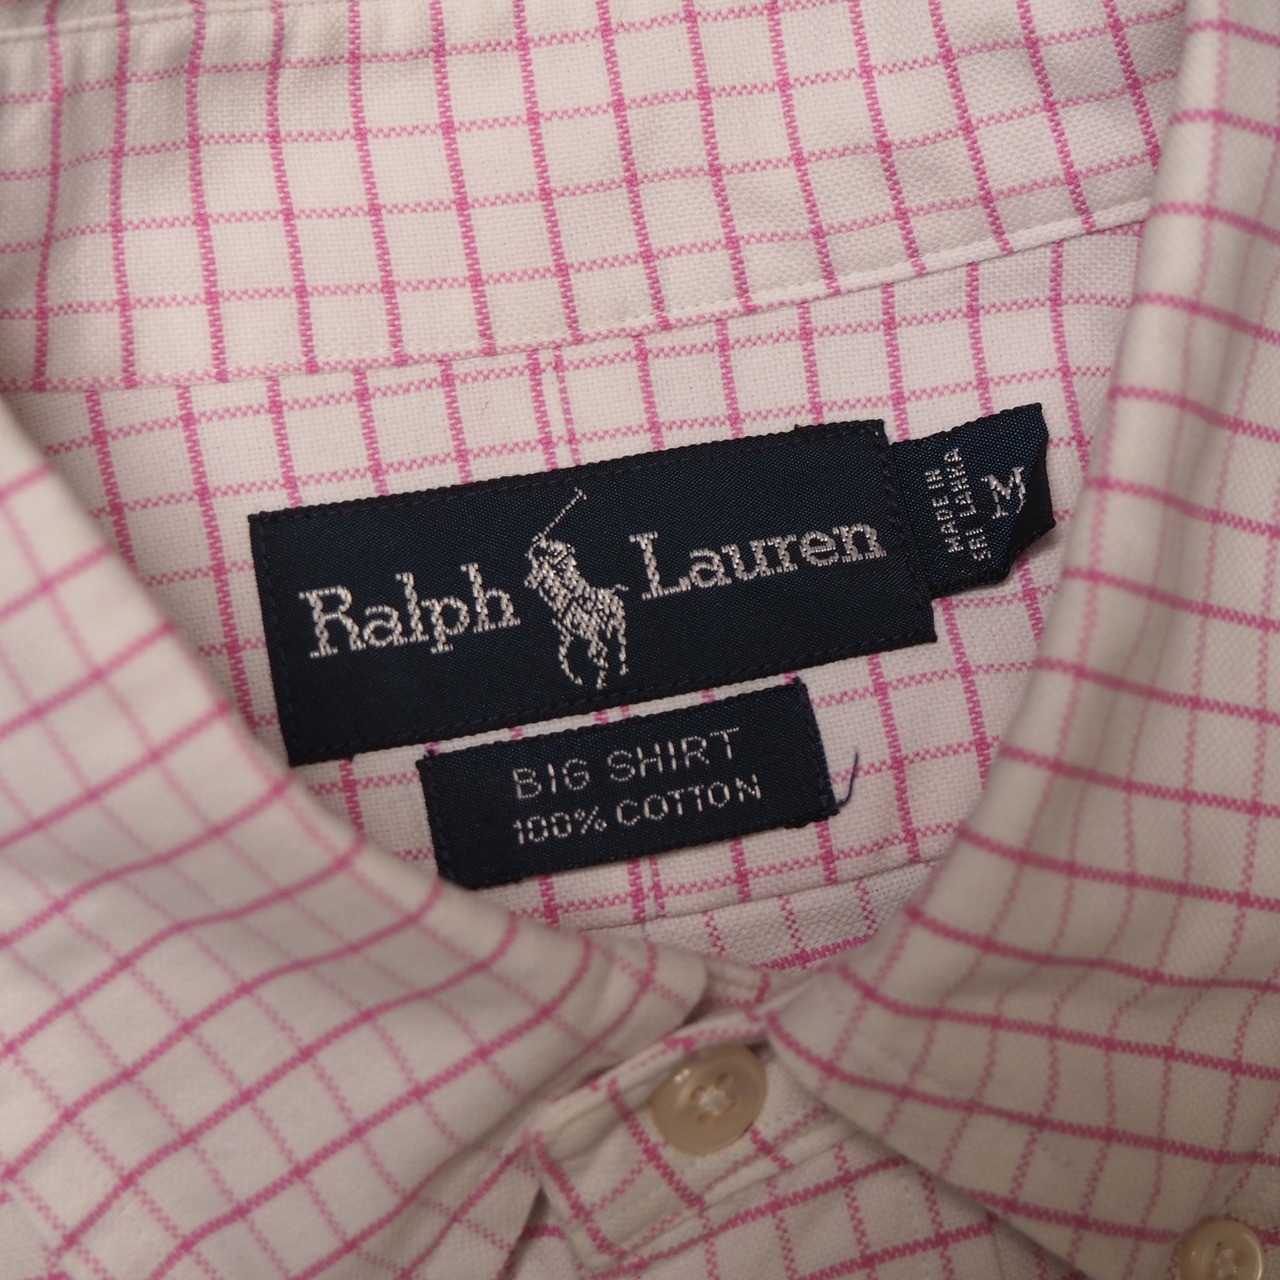 Ralph Lauren
MADE IN
SRI LANKA
M
BIG SHIRT
100% COTTON